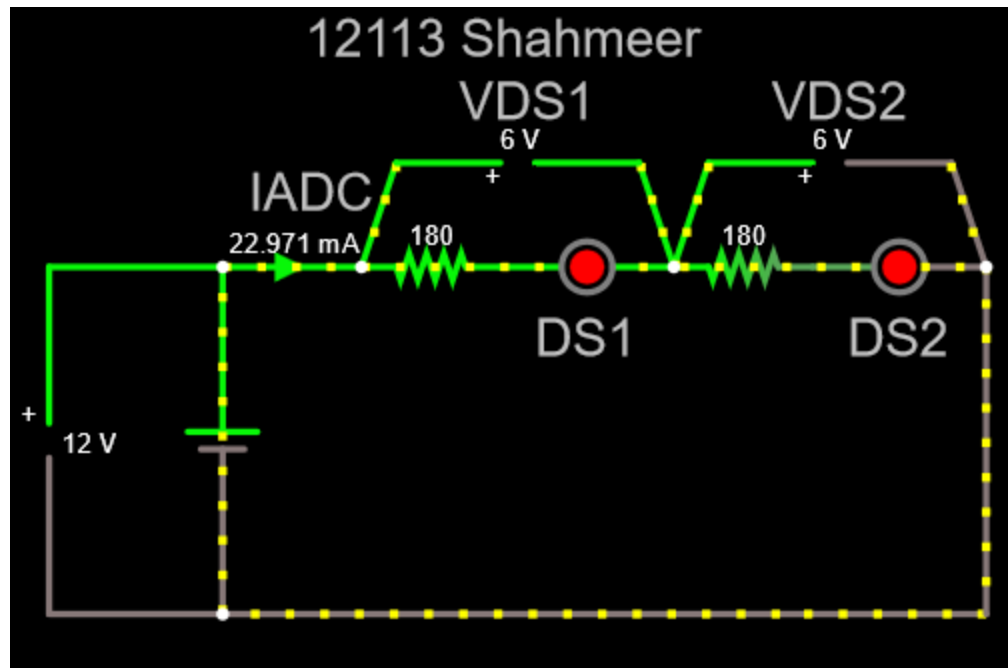 12113 Shahmeer
VDS1 VDS2
6 V 6 V
+ +
IADC
22.971 mA 180 180
DS1 DS2
+
12 V